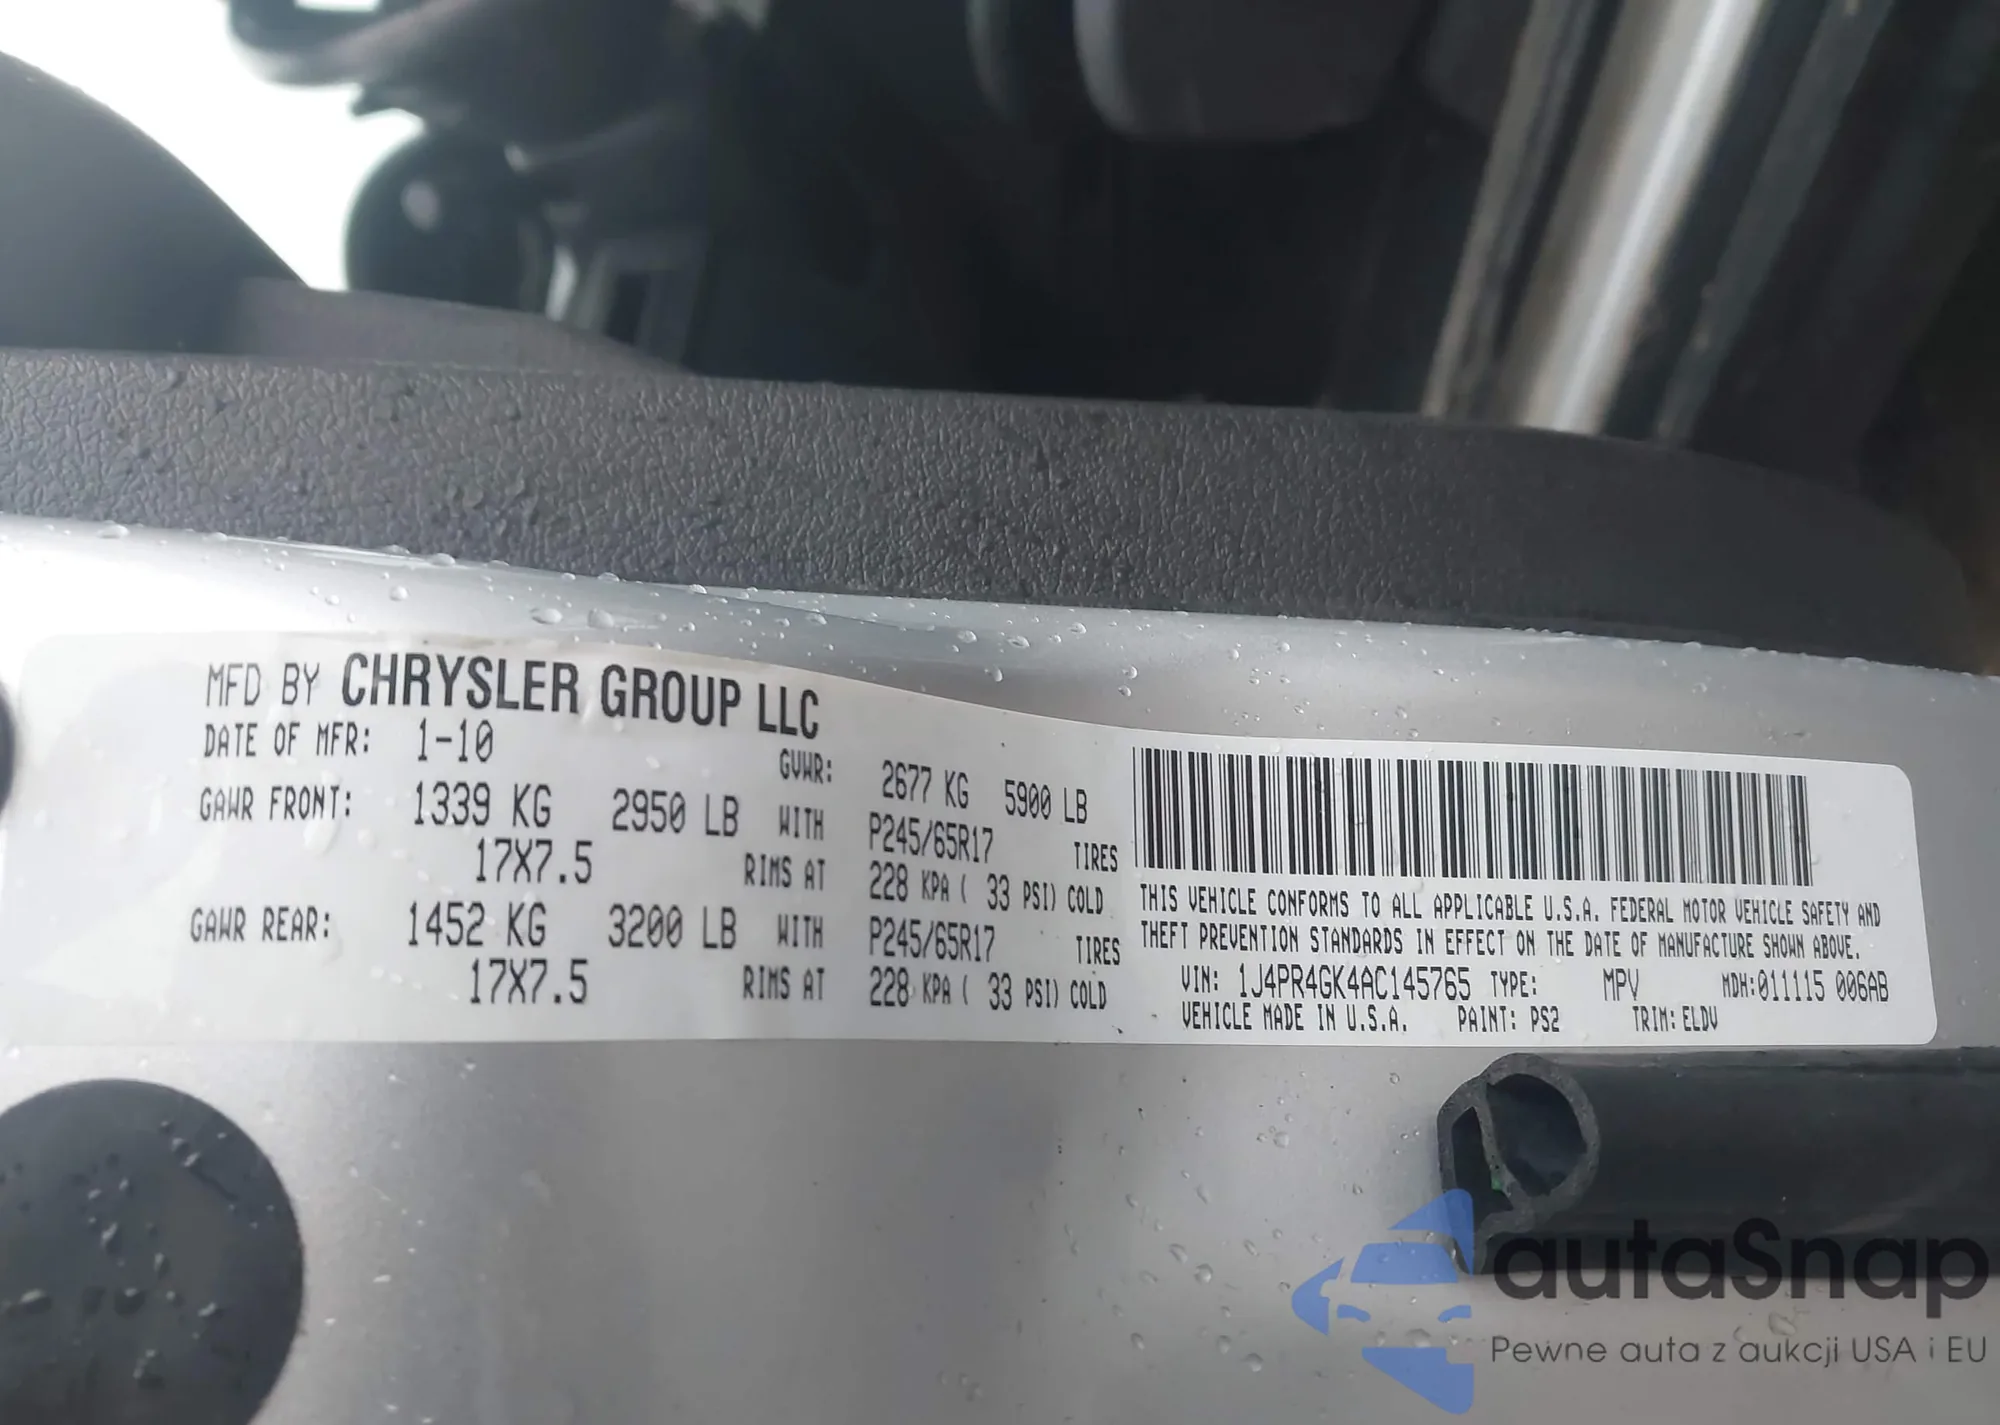 MFD BY CHRYSLER GROUP LLC
DATE OF MFR: 1-10 GVWR: 2677 KG 5900 LB
GAWR FRONT: 1339 KG 2950 LB WITH P245/65R17 TIRES
17X7.5 RIMS AT 228 KPA ( 33 PSI) COLD
GAWR REAR: 1452 KG 3200 LB WITH P245/65R17 TIRES
17X7.5 RIMS AT 228 KPA ( 33 PSI) COLD
THIS VEHICLE CONFORMS TO ALL APPLICABLE U.S.A. FEDERAL MOTOR VEHICLE SAFETY AND
THEFT PREVENTION STANDARDS IN EFFECT ON THE DATE OF MANUFACTURE SHOWN ABOVE.
VIN: 1J4PR4GK4AC145765 TYPE: MPV MDH:011115 006AB
VEHICLE MADE IN U.S.A. PAINT: PS2 TRIM: ELDV
autaSnap
Pewne auta z aukcji USA i EU